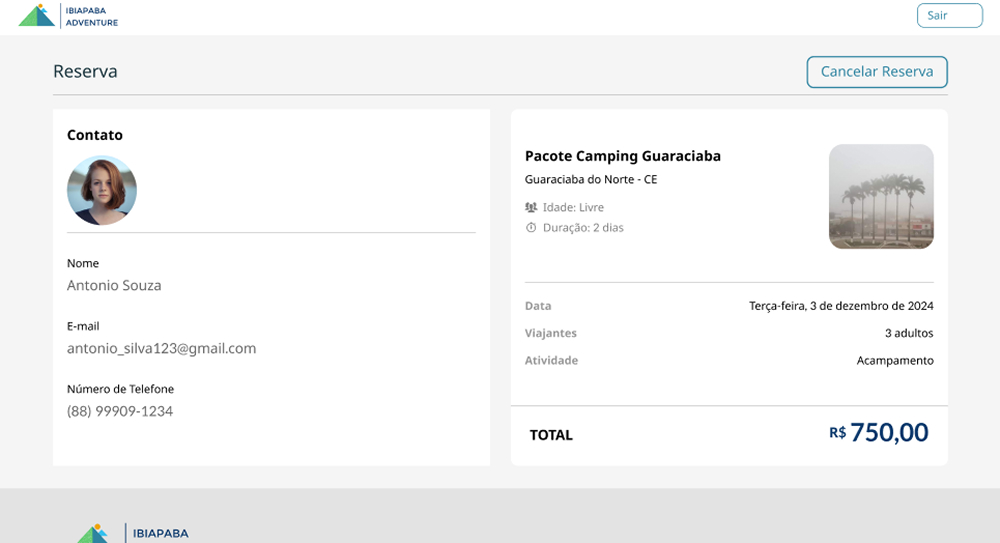 IBIAPABA
ADVENTURE
Sair
Reserva
Cancelar Reserva
Contato
Nome
Antonio Souza
E-mail
antonio_silva123@gmail.com
Número de Telefone
(88) 99909-1234
Pacote Camping Guaraciaba
Guaraciaba do Norte - CE
Idade: Livre
Duração: 2 dias
Data Terça-feira, 3 de dezembro de 2024
Viajantes 3 adultos
Atividade Acampamento
TOTAL R$ 750,00
IBIAPABA